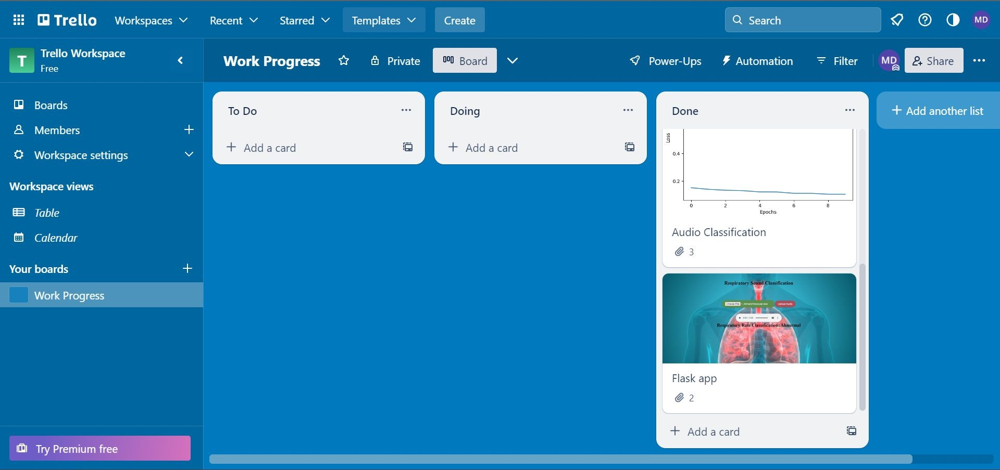 Trello
Workspaces
Recent
Starred
Templates
Create
Search
MD
T
Trello Workspace
Free
Work Progress
Private
Board
Power-Ups
Automation
Filter
MD
Share
Boards
Members
Workspace settings
Workspace views
Table
Calendar
Your boards
Work Progress
Try Premium free
To Do
Add a card
Doing
Add a card
Done
Loss
0.4
0.2
0 2 4 6 8
Epochs
Audio Classification
3
Respiratory Sound Classification
Choose File
Upload Audio
0:00 / 0:05
Respiratory Rate Classification: Abnormal
Flask app
2
Add a card
Add another list